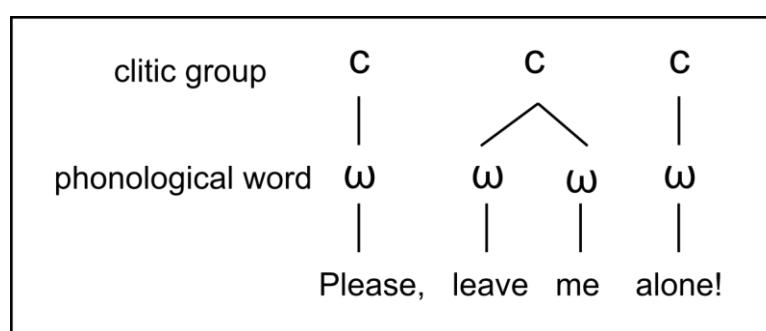 clitic group C C C
phonological word ω ω ω ω
Please, leave me alone!